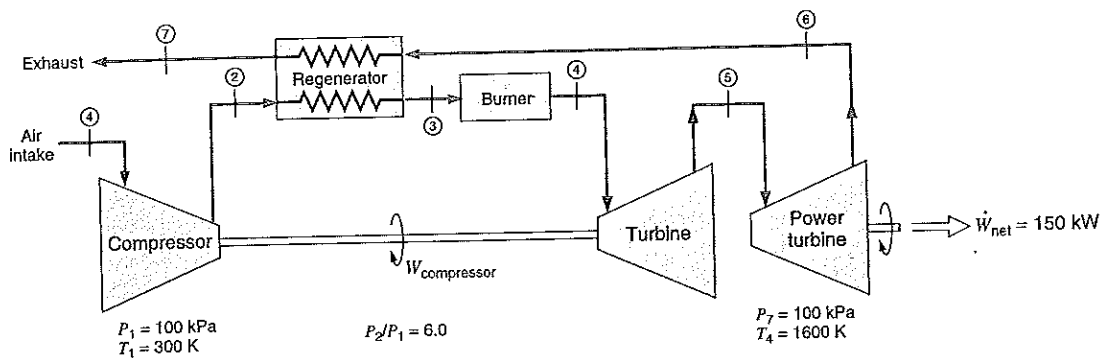 ⑦
⑥
Exhaust
Regenerator
②
④
Burner
⑤
③
④
Air
intake
Compressor
Turbine
Power
turbine
Ẇnet = 150 kW
Wcompressor
P1 = 100 kPa
T1 = 300 K
P2/P1 = 6.0
P7 = 100 kPa
T4 = 1600 K